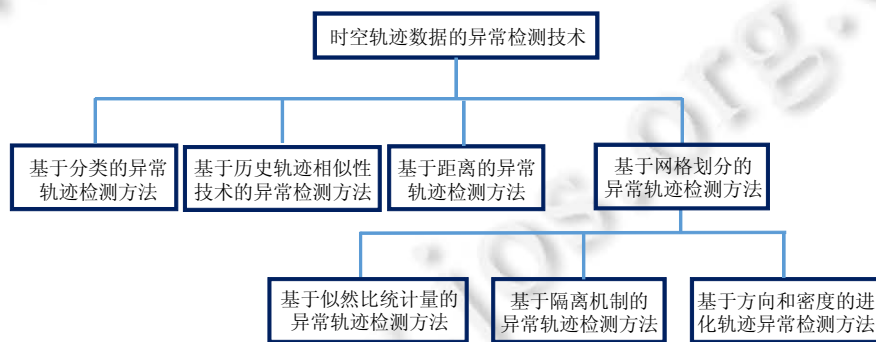 时空轨迹数据的异常检测技术
基于分类的异常
轨迹检测方法
基于历史轨迹相似性
技术的异常检测方法
基于距离的异常
轨迹检测方法
基于网格划分的
异常轨迹检测方法
基于似然比统计量的
异常轨迹检测方法
基于隔离机制的
异常轨迹检测方法
基于方向和密度的进
化轨迹异常检测方法
jos.org.